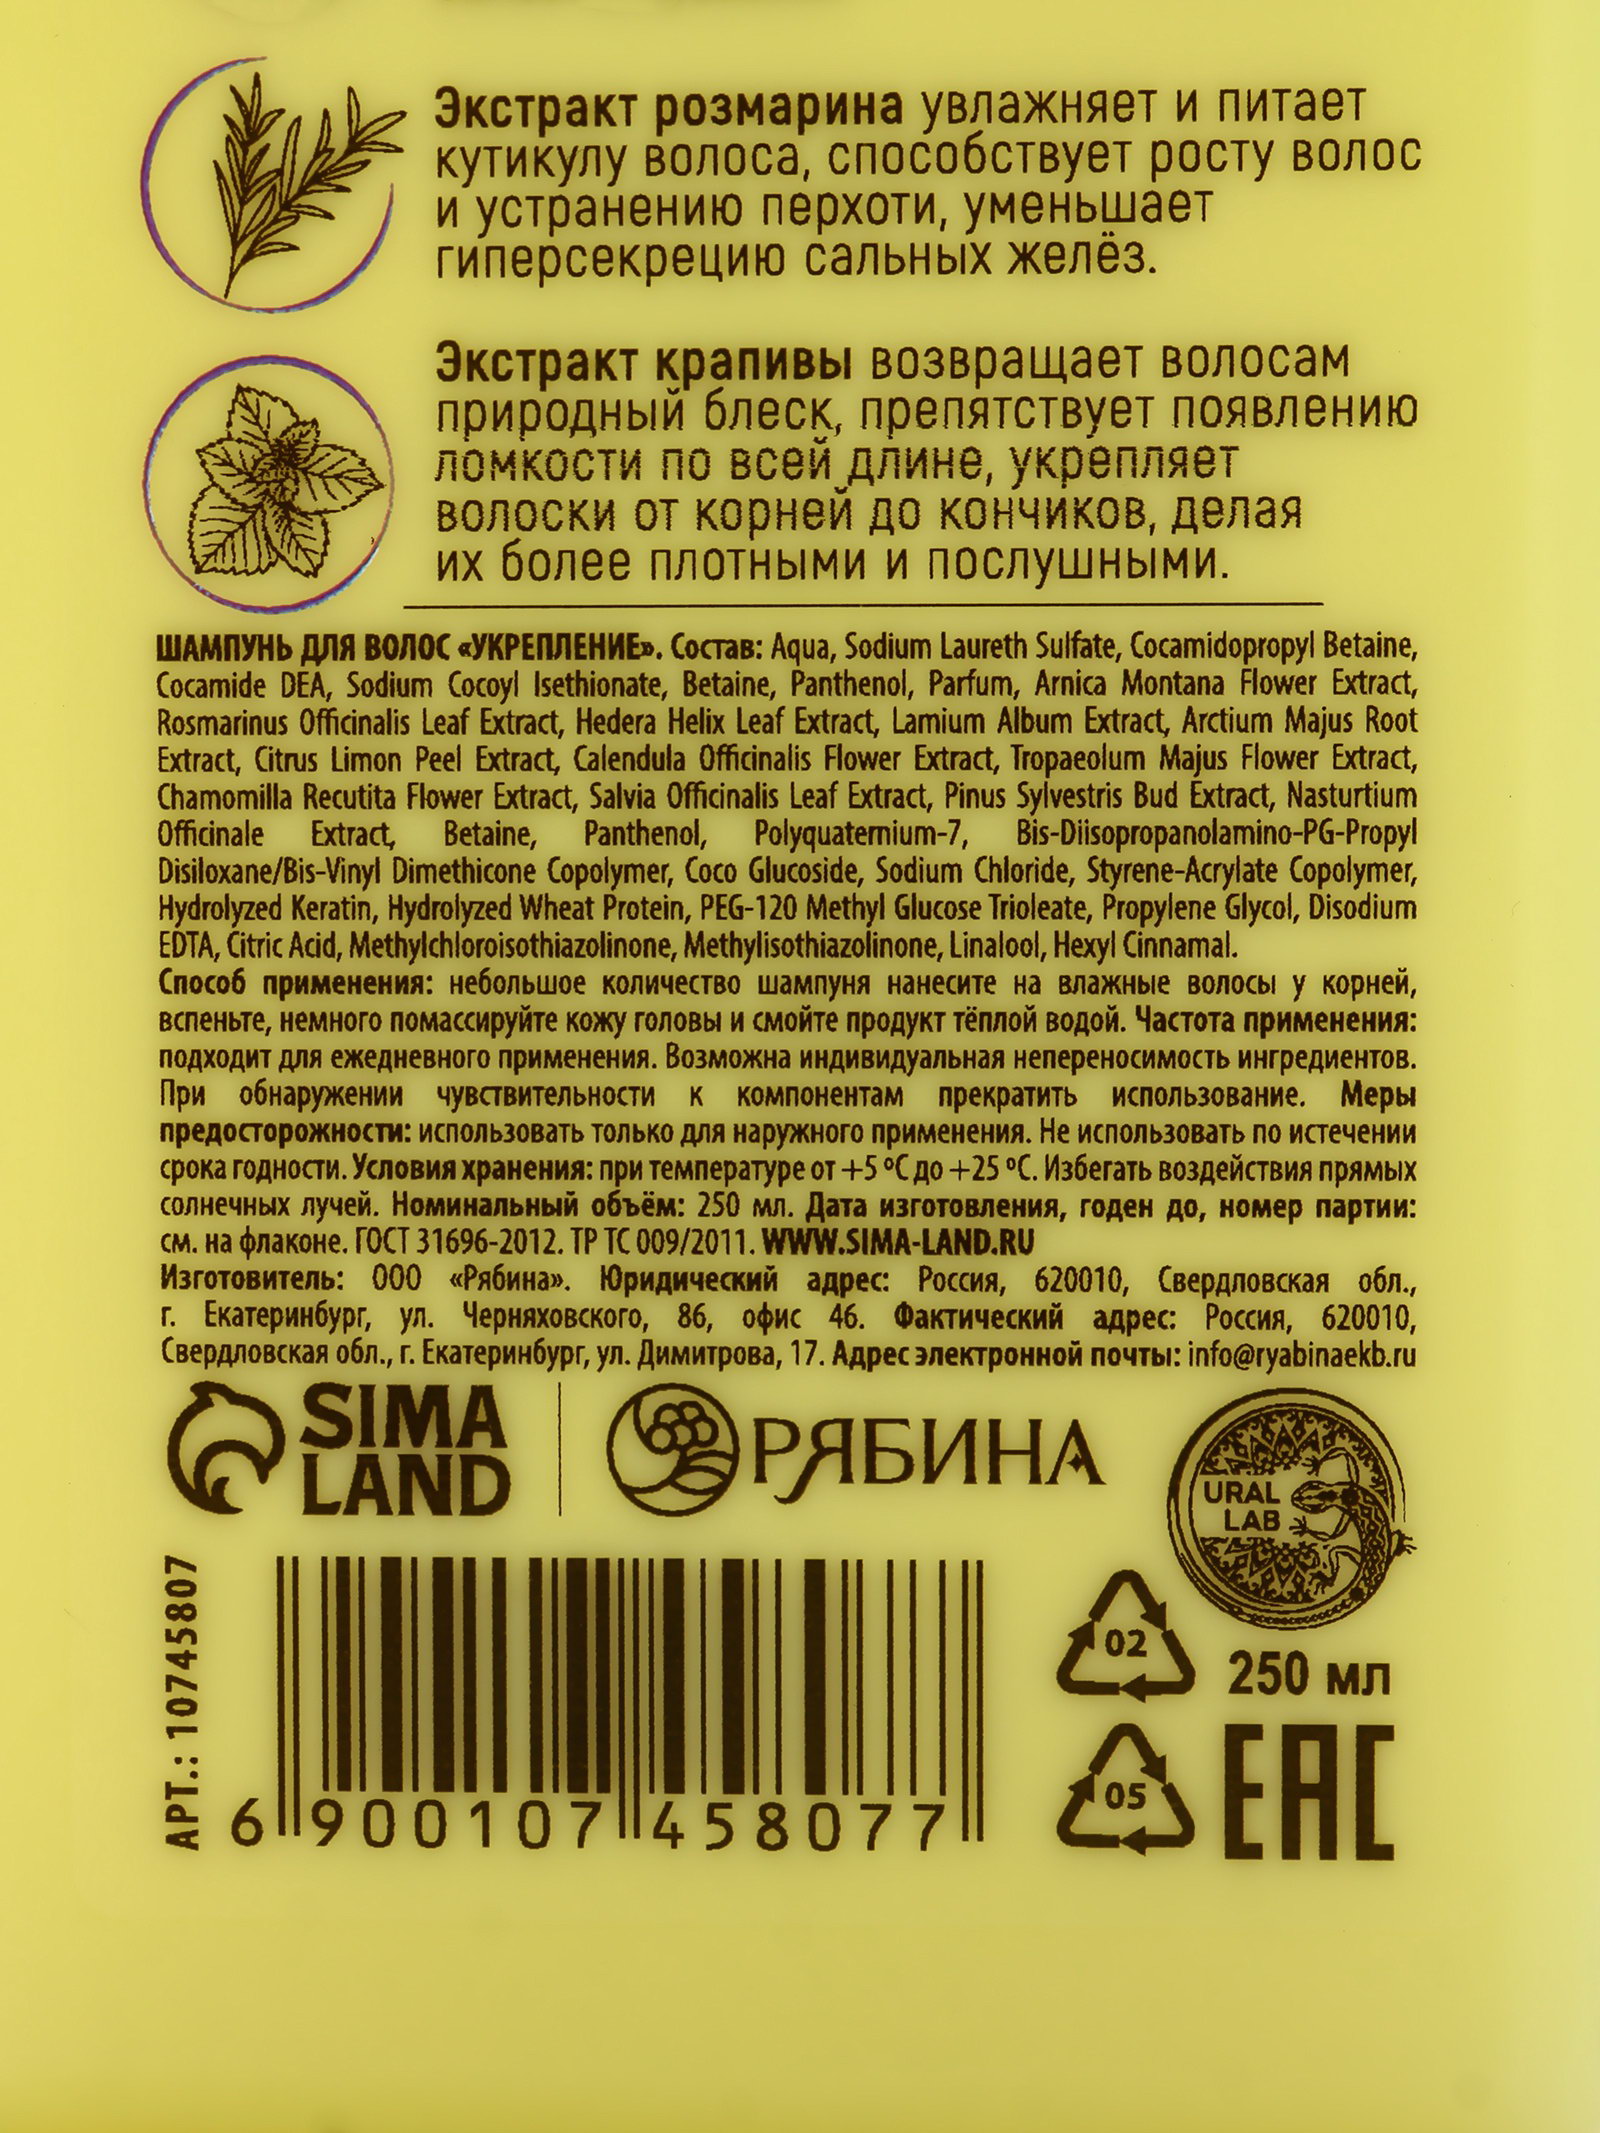 Экстракт розмарина увлажняет и питает
кутикулу волоса, способствует росту волос
и устранению перхоти, уменьшает
гиперсекрецию сальных желёз.
Экстракт крапивы возвращает волосам
природный блеск, препятствует появлению
ломкости по всей длине, укрепляет
волоски от корней до кончиков, делая
их более плотными и послушными.
ШАМПУНЬ ДЛЯ ВОЛОС «УКРЕПЛЕНИЕ». Состав: Aqua, Sodium Laureth Sulfate, Cocamidopropyl Betaine,
Cocamide DEA, Sodium Cocoyl Isethionate, Betaine, Panthenol, Parfum, Arnica Montana Flower Extract,
Rosmarinus Officinalis Leaf Extract, Hedera Helix Leaf Extract, Lamium Album Extract, Arctium Majus Root
Extract, Citrus Limon Peel Extract, Calendula Officinalis Flower Extract, Tropaeolum Majus Flower Extract,
Chamomilla Recutita Flower Extract, Salvia Officinalis Leaf Extract, Pinus Sylvestris Bud Extract, Nasturtium
Officinale Extract, Betaine, Panthenol, Polyquaternium-7, Bis-Diisopropanolamino-PG-Propyl
Disiloxane/Bis-Vinyl Dimethicone Copolymer, Coco Glucoside, Sodium Chloride, Styrene-Acrylate Copolymer,
Hydrolyzed Keratin, Hydrolyzed Wheat Protein, PEG-120 Methyl Glucose Trioleate, Propylene Glycol, Disodium
EDTA, Citric Acid, Methylchloroisothiazolinone, Methylisothiazolinone, Linalool, Hexyl Cinnamal.
Способ применения: небольшое количество шампуня нанесите на влажные волосы у корней,
вспеньте, немного помассируйте кожу головы и смойте продукт тёплой водой. Частота применения:
подходит для ежедневного применения. Возможна индивидуальная непереносимость ингредиентов.
При обнаружении чувствительности к компонентам прекратить использование. Меры
предосторожности: использовать только для наружного применения. Не использовать по истечении
срока годности. Условия хранения: при температуре от +5 °С до +25 °С. Избегать воздействия прямых
солнечных лучей. Номинальный объём: 250 мл. Дата изготовления, годен до, номер партии:
см. на флаконе. ГОСТ 31696-2012. ТР ТС 009/2011. WWW.SIMA-LAND.RU
Изготовитель: ООО «Рябина». Юридический адрес: Россия, 620010, Свердловская обл.,
г. Екатеринбург, ул. Черняховского, 86, офис 46. Фактический адрес: Россия, 620010,
Свердловская обл., г. Екатеринбург, ул. Димитрова, 17. Адрес электронной почты: info@ryabinaekb.ru
SIMA
LAND
РЯБИНА
URAL
LAB
АРТ.: 10745807
6 900107 458077
02
250 мл
05
EAC